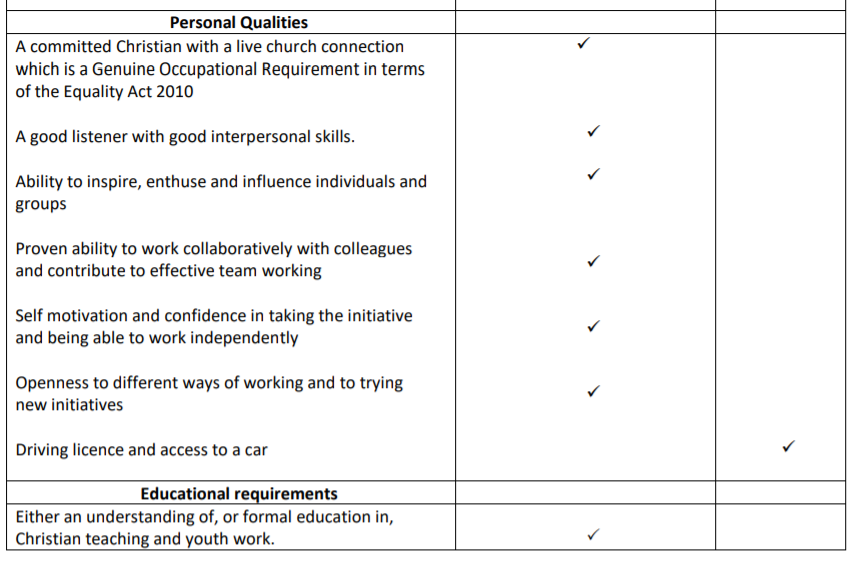 Personal Qualities
A committed Christian with a live church connection ✓
which is a Genuine Occupational Requirement in terms
of the Equality Act 2010
A good listener with good interpersonal skills. ✓
Ability to inspire, enthuse and influence individuals and ✓
groups
Proven ability to work collaboratively with colleagues
and contribute to effective team working ✓
Self motivation and confidence in taking the initiative
and being able to work independently ✓
Openness to different ways of working and to trying
new initiatives ✓
Driving licence and access to a car ✓
Educational requirements
Either an understanding of, or formal education in,
Christian teaching and youth work. ✓